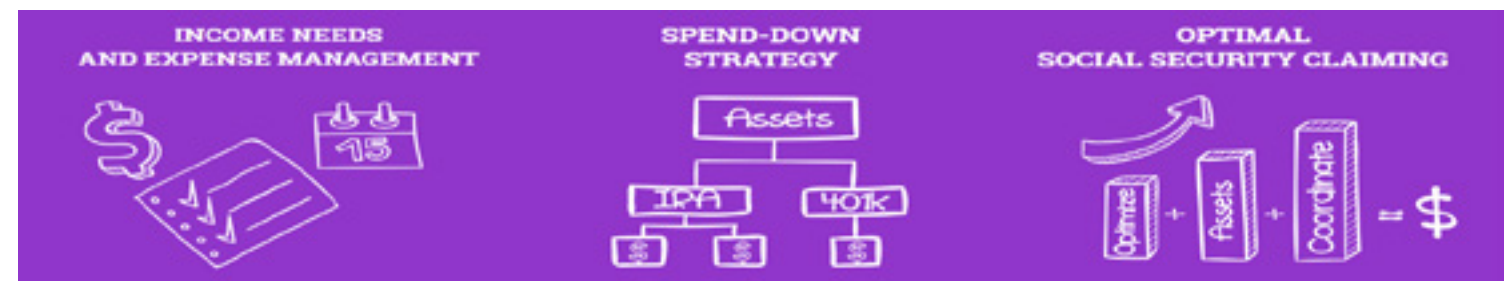 INCOME NEEDS
AND EXPENSE MANAGEMENT
15
SPEND-DOWN
STRATEGY
Assets
IRA
401k
$
$
$
OPTIMAL
SOCIAL SECURITY CLAIMING
Optimize
+
Assets
+
Coordinate
=
$